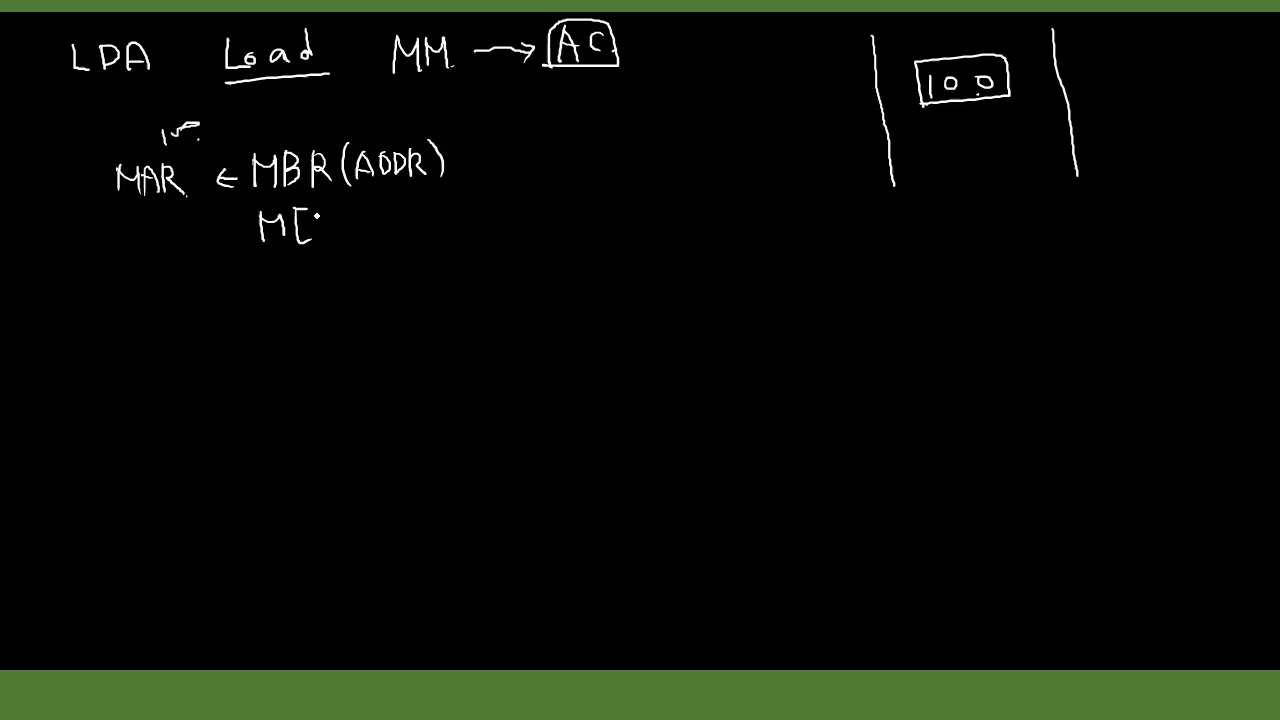 LDA Load MM. → AC
100
MAR ← MBR(ADDR)
M[